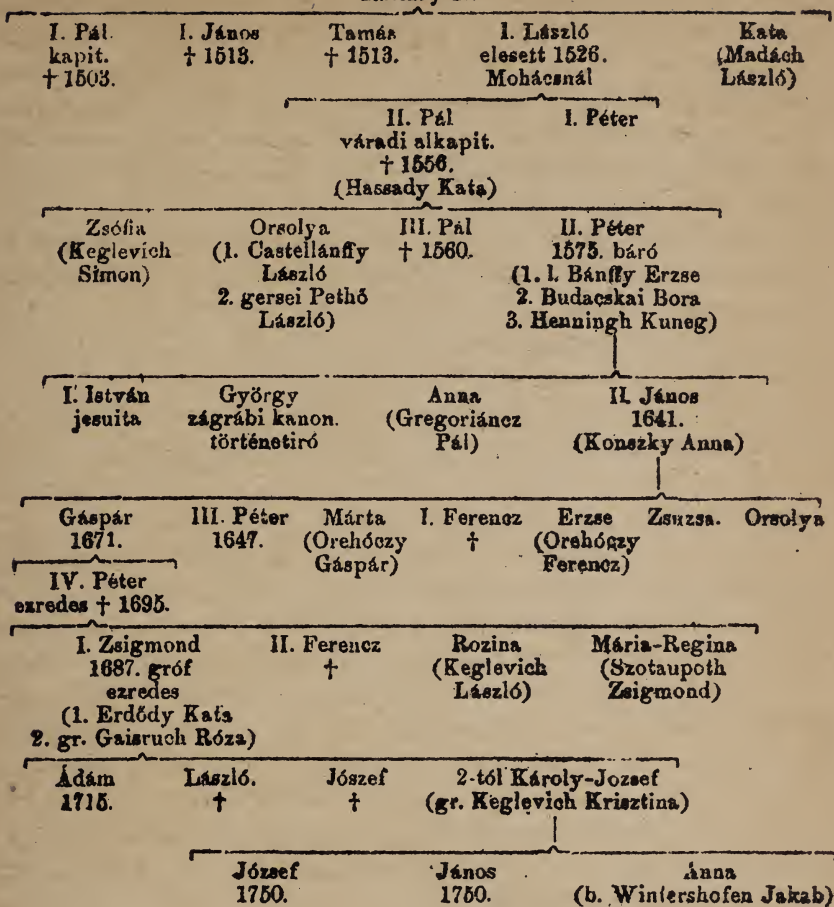 I. Pál I. János Tamás I. László Kata
kapit. † 1513. † 1513. elesett 1526. (Madách
† 1503. Mohácsnál László)
II. Pál I. Péter
váradi alkapit.
† 1556.
(Hassady Kata)
Zsófia Orsolya III. Pál II. Péter
(Keglevich (1. Castellánffy † 1560. 1575. báró
Simon) László (1. l. Bánffy Erzse
2. gersei Pethő 2. Budacskai Bora
László) 3. Henningh Kuneg)
I. István György Anna II. János
jesuita zágrábi kanon. (Gregoriáncz 1641.
történetiró Pál) (Konszky Anna)
Gáspár III. Péter Márta I. Ferencz Erzse Zsuzsa. Orsolya
1671. 1647. (Orehóczy † (Orehóczy
Gáspár) Ferencz)
IV. Péter
ezredes † 1695.
I. Zsigmond II. Ferencz Rozina Mária-Regina
1687. gróf † (Keglevich (Szotaupoth
ezredes László) Zsigmond)
(1. Erdődy Kata
2. gr. Gaisruch Róza)
Ádám László. Jószef 2-tól Károly-Jozsef
1715. † † (gr. Keglevich Krisztina)
József János Anna
1750. 1750. (b. Wintershofen Jakab)